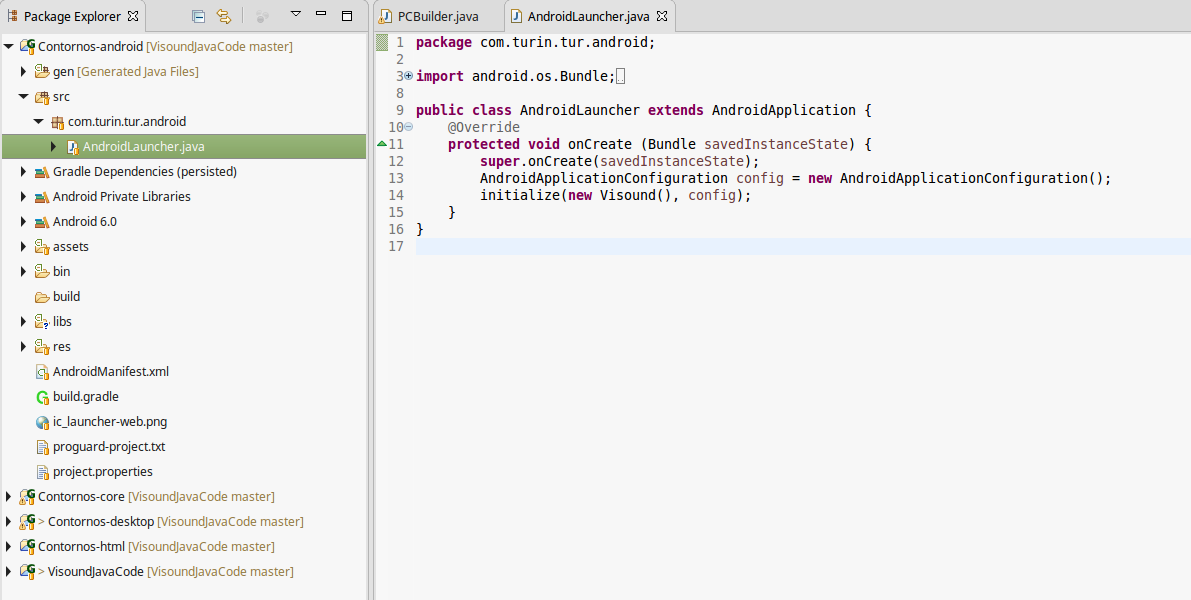 Package Explorer
Contornos-android [VisoundJavaCode master]
gen [Generated Java Files]
src
com.turin.tur.android
AndroidLauncher.java
Gradle Dependencies (persisted)
Android Private Libraries
Android 6.0
assets
bin
build
libs
res
AndroidManifest.xml
build.gradle
ic_launcher-web.png
proguard-project.txt
project.properties
Contornos-core [VisoundJavaCode master]
> Contornos-desktop [VisoundJavaCode master]
Contornos-html [VisoundJavaCode master]
> VisoundJavaCode [VisoundJavaCode master]
PCBuilder.java
AndroidLauncher.java
1 package com.turin.tur.android;
2
3 import android.os.Bundle;
8
9 public class AndroidLauncher extends AndroidApplication {
10 @Override
11 protected void onCreate (Bundle savedInstanceState) {
12 super.onCreate(savedInstanceState);
13 AndroidApplicationConfiguration config = new AndroidApplicationConfiguration();
14 initialize(new Visound(), config);
15 }
16 }
17